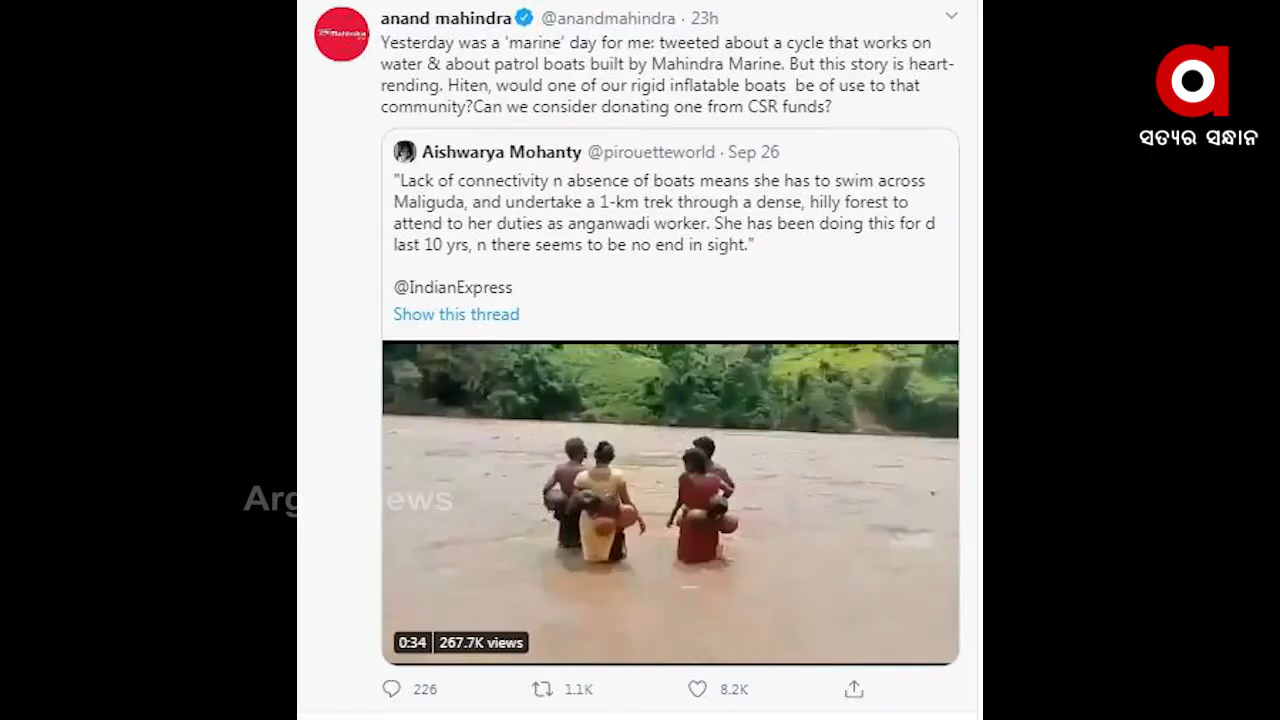 anand mahindra @anandmahindra · 23h
Yesterday was a 'marine' day for me: tweeted about a cycle that works on
water & about patrol boats built by Mahindra Marine. But this story is heart-
rending. Hiten, would one of our rigid inflatable boats be of use to that
community?Can we consider donating one from CSR funds?
Aishwarya Mohanty @pirouetteworld · Sep 26
"Lack of connectivity n absence of boats means she has to swim across
Maliguda, and undertake a 1-km trek through a dense, hilly forest to
attend to her duties as anganwadi worker. She has been doing this for d
last 10 yrs, n there seems to be no end in sight."
@IndianExpress
Show this thread
0:34 267.7K views
226 1.1K 8.2K
ସତ୍ୟର ସନ୍ଧାନ